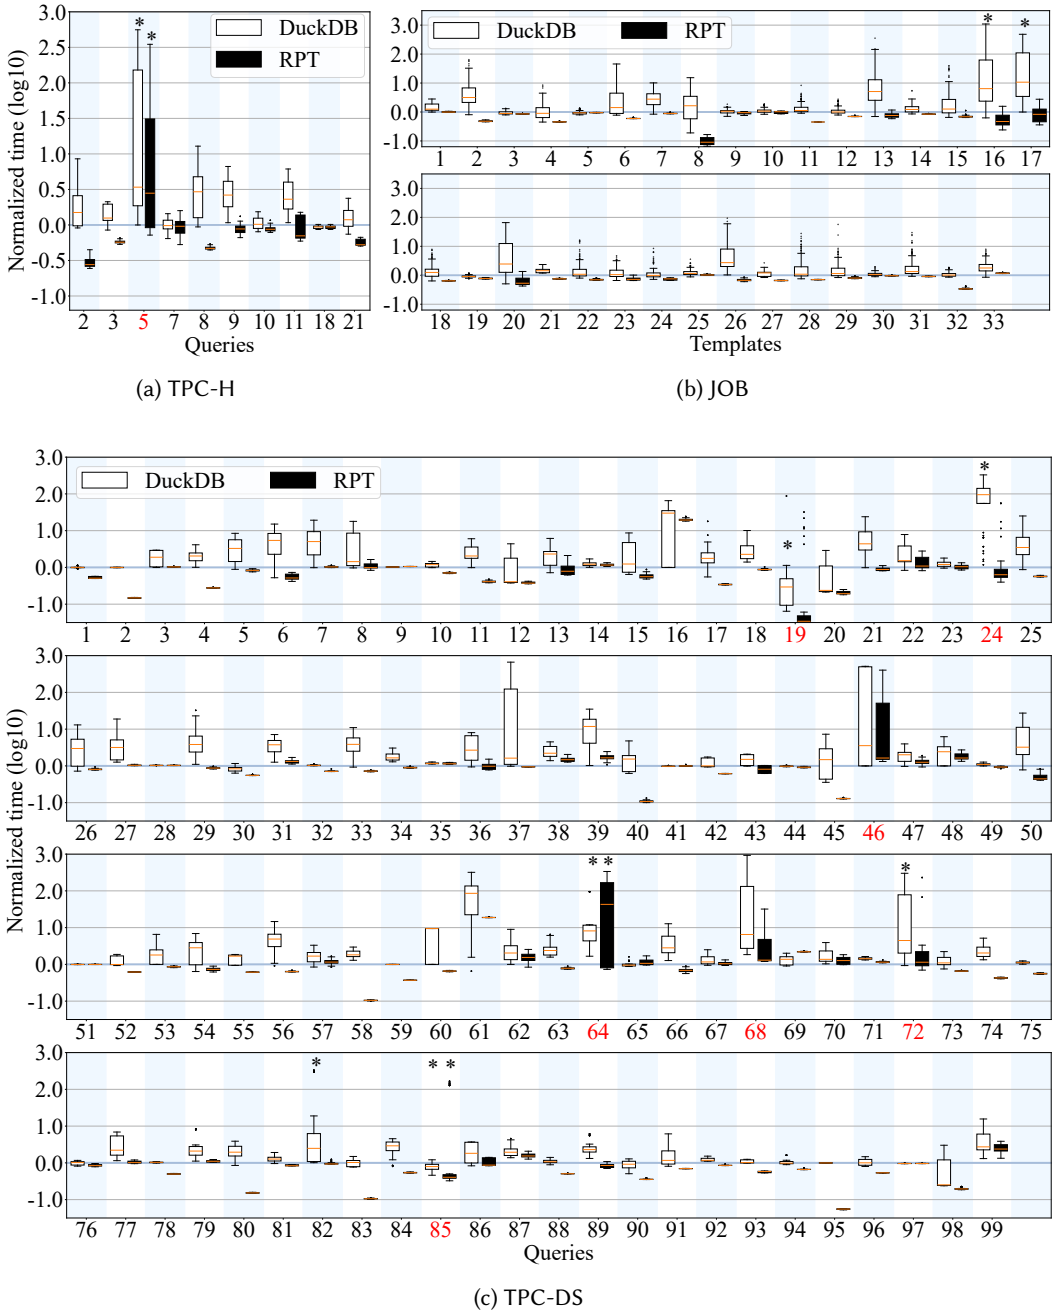 DuckDB
RPT
Normalized time (log10)
3.0
2.5
2.0
1.5
1.0
0.5
0.0
-0.5
-1.0
* *
2 3 5 7 8 9 10 11 18 21
Queries
(a) TPC-H
DuckDB RPT
3.0
2.0
1.0
0.0
-1.0
* *
1 2 3 4 5 6 7 8 9 10 11 12 13 14 15 16 17
3.0
2.0
1.0
0.0
-1.0
18 19 20 21 22 23 24 25 26 27 28 29 30 31 32 33
Templates
(b) JOB
DuckDB RPT
Normalized time (log10)
3.0
2.0
1.0
0.0
-1.0
* *
1 2 3 4 5 6 7 8 9 10 11 12 13 14 15 16 17 18 19 20 21 22 23 24 25
3.0
2.0
1.0
0.0
-1.0
26 27 28 29 30 31 32 33 34 35 36 37 38 39 40 41 42 43 44 45 46 47 48 49 50
3.0
2.0
1.0
0.0
-1.0
* * *
51 52 53 54 55 56 57 58 59 60 61 62 63 64 65 66 67 68 69 70 71 72 73 74 75
3.0
2.0
1.0
0.0
-1.0
* * *
76 77 78 79 80 81 82 83 84 85 86 87 88 89 90 91 92 93 94 95 96 97 98 99
Queries
(c) TPC-DS